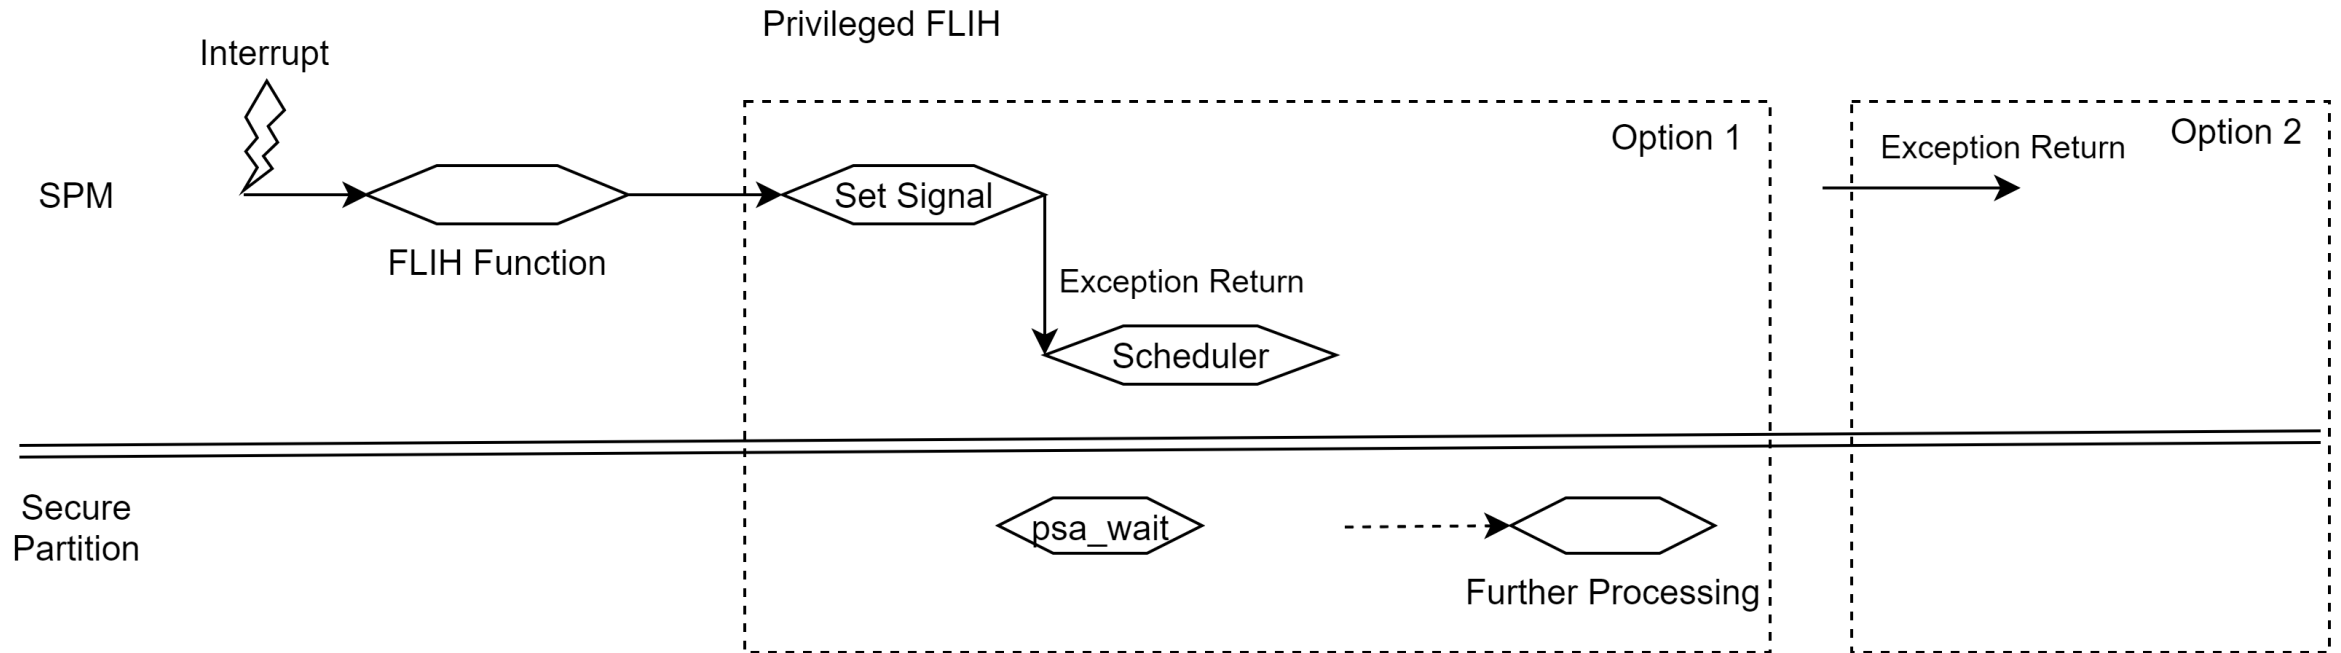 Privileged FLIH
Interrupt
Option 1
Option 2
Exception Return
SPM
Set Signal
FLIH Function
Exception Return
Scheduler
Secure
Partition
psa_wait
Further Processing